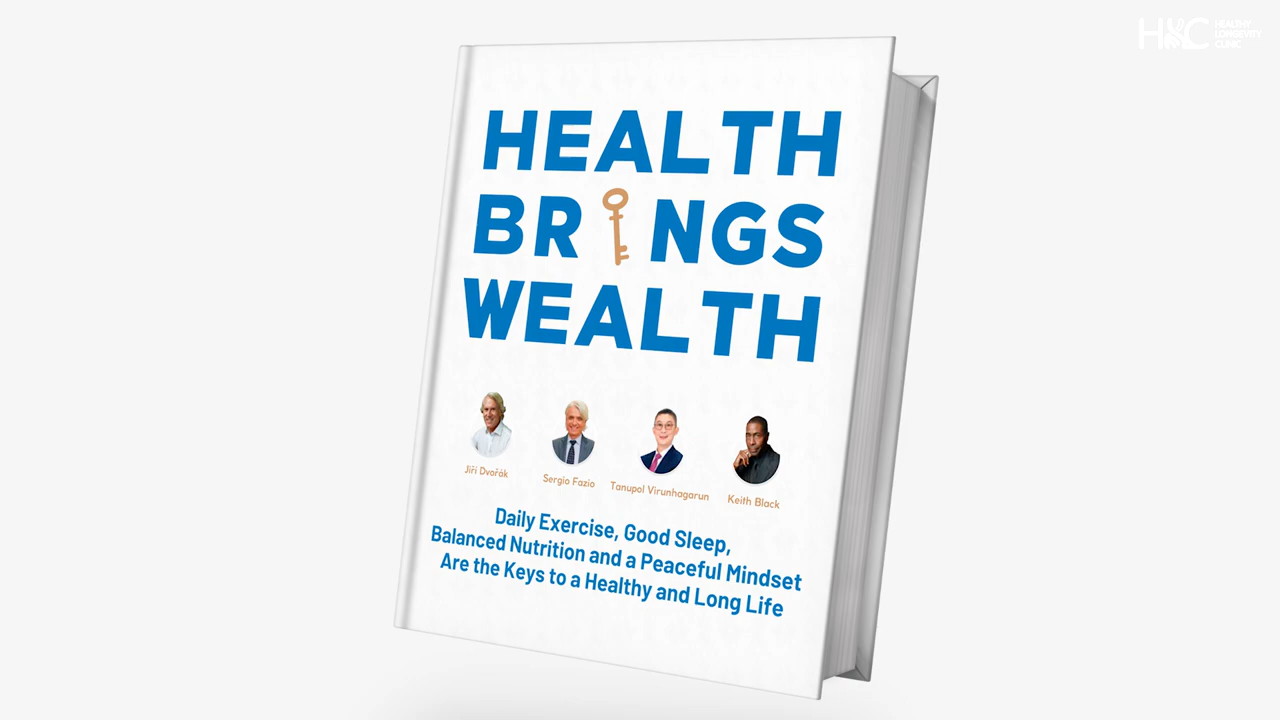 HEALTHY
LONGEVITY
CLINIC
HEALTH
BRINGS
WEALTH
Jiří Dvořák
Sergio Fazio
Tanupol Virunhagarun
Keith Black
Daily Exercise, Good Sleep,
Balanced Nutrition and a Peaceful Mindset
Are the Keys to a Healthy and Long Life